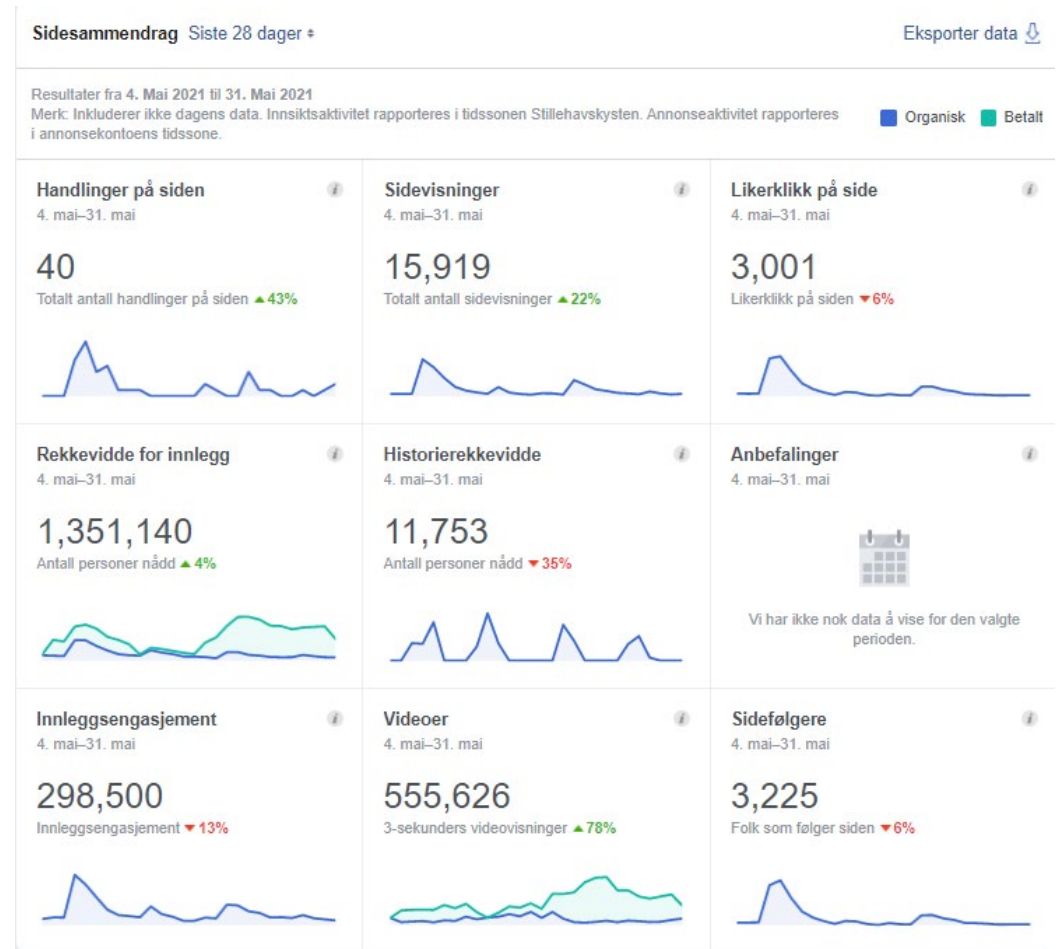 Sidesammendrag Siste 28 dager
Eksporter data
Resultater fra 4. Mai 2021 til 31. Mai 2021
Merk: Inkluderer ikke dagens data. Innsiktsaktivitet rapporteres i tidssonen Stillehavskysten. Annonseaktivitet rapporteres
i annonsekontoens tidssone.
Organisk
Betalt
Handlinger på siden
4. mai–31. mai
40
Totalt antall handlinger på siden ▲43%
Sidevisninger
4. mai–31. mai
15,919
Totalt antall sidevisninger ▲22%
Likerklikk på side
4. mai–31. mai
3,001
Likerklikk på siden ▼6%
Rekkevidde for innlegg
4. mai–31. mai
1,351,140
Antall personer nådd ▲4%
Historierekkevidde
4. mai–31. mai
11,753
Antall personer nådd ▼35%
Anbefalinger
4. mai–31. mai
Vi har ikke nok data å vise for den valgte
perioden.
Innleggsengasjement
4. mai–31. mai
298,500
Innleggsengasjement ▼13%
Videoer
4. mai–31. mai
555,626
3-sekunders videovisninger ▲78%
Sidefølgere
4. mai–31. mai
3,225
Folk som følger siden ▼6%